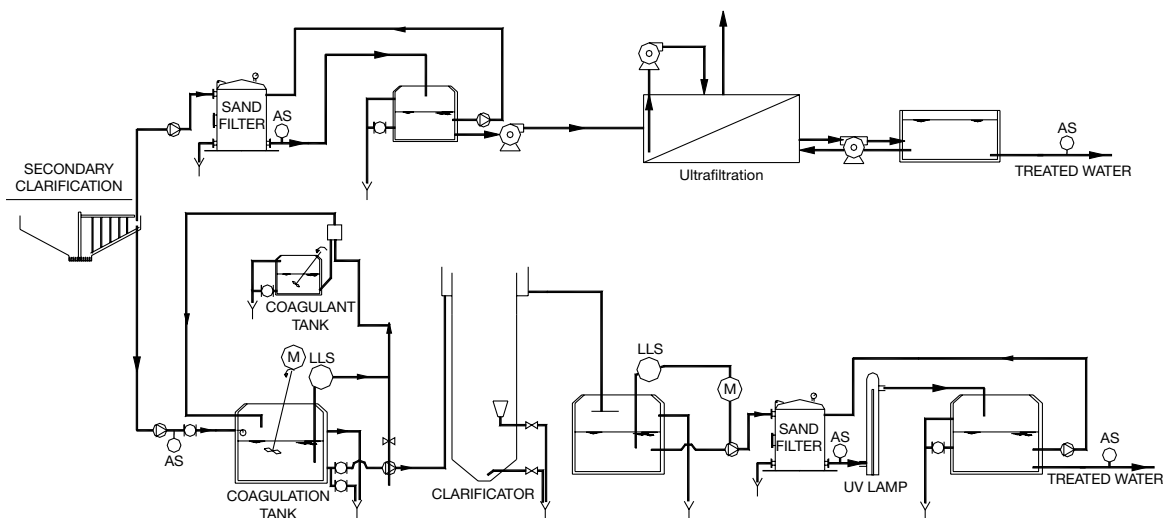 SAND
FILTER
AS
SECONDARY
CLARIFICATION
Ultrafiltration
AS
TREATED WATER
COAGULANT
TANK
M
LLS
AS
COAGULATION
TANK
CLARIFICATOR
LLS
M
SAND
FILTER
AS
UV LAMP
AS
TREATED WATER